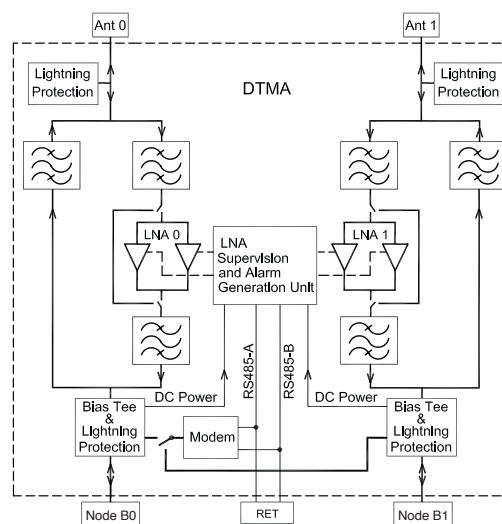 Ant 0
Ant 1
Lightning
Protection
DTMA
Lightning
Protection
LNA 0
LNA
Supervision
and Alarm
Generation Unit
LNA 1
RS485-A
RS485-B
DC Power
DC Power
Bias Tee
&
Lightning
Protection
Modem
Bias Tee
&
Lightning
Protection
Node B0
RET
Node B1